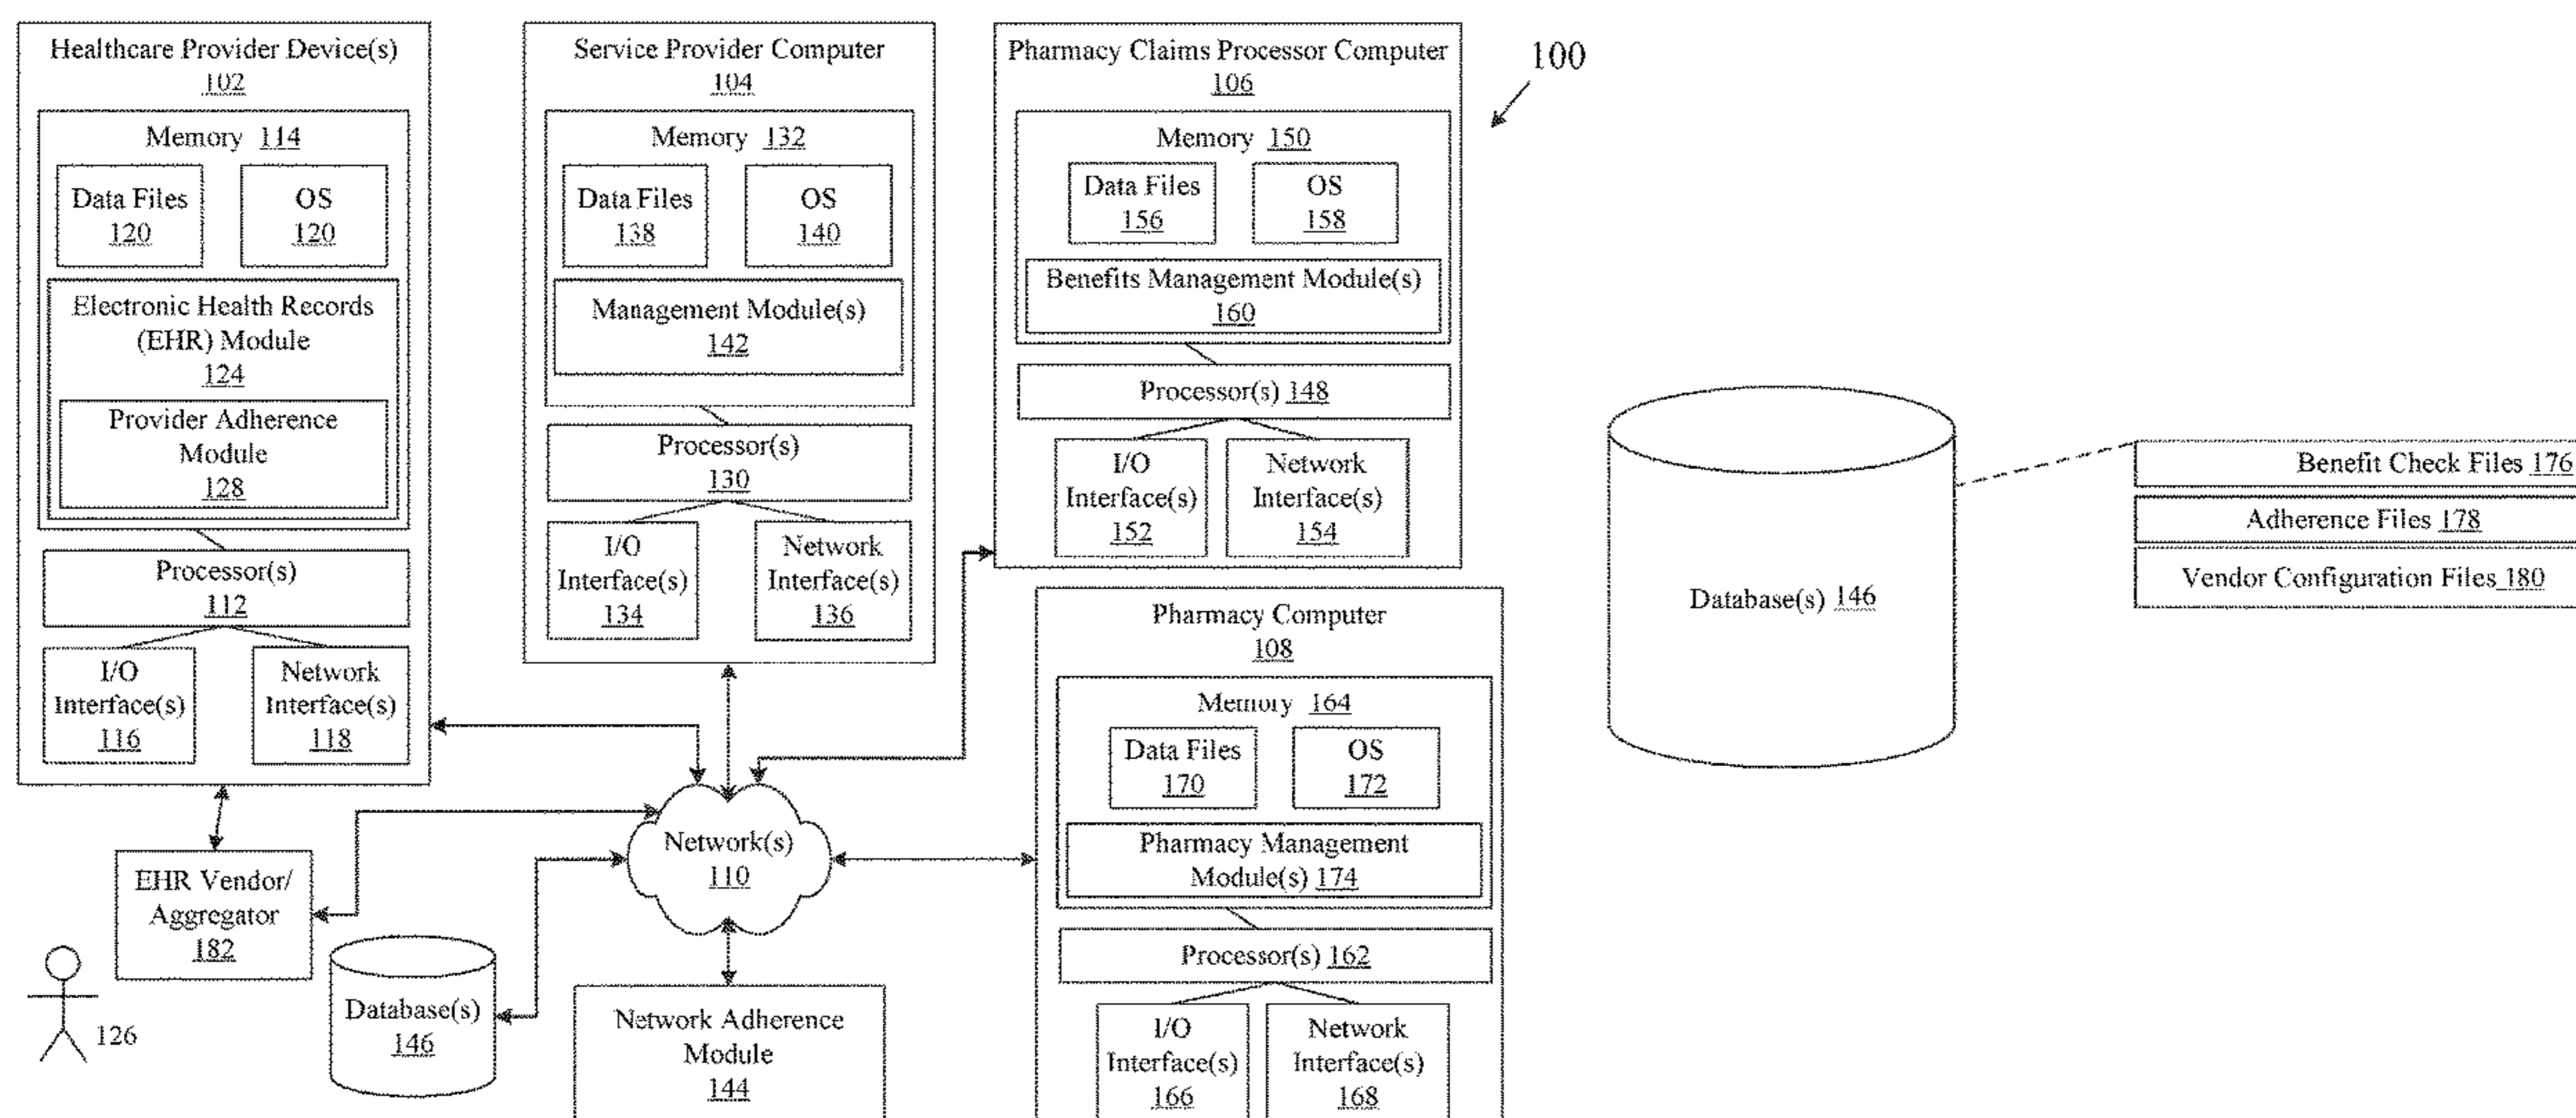 Healthcare Provider Device(s)
102
Memory 114
Data Files
120
OS
120
Electronic Health Records
(EHR) Module
124
Provider Adherence
Module
128
Processor(s)
112
I/O
Interface(s)
116
Network
Interface(s)
118
Service Provider Computer
104
Memory 132
Data Files
138
OS
140
Management Module(s)
142
Processor(s)
130
I/O
Interface(s)
134
Network
Interface(s)
136
Pharmacy Claims Processor Computer
106
Memory 150
Data Files
156
OS
158
Benefits Management Module(s)
160
Processor(s) 148
I/O
Interface(s)
152
Network
Interface(s)
154
100
Database(s) 146
Benefit Check Files 176
Adherence Files 178
Vendor Configuration Files 180
Pharmacy Computer
108
Memory 164
Data Files
170
OS
172
Pharmacy Management
Module(s) 174
Processor(s) 162
I/O
Interface(s)
166
Network
Interface(s)
168
Network(s)
110
EHR Vendor/
Aggregator
182
126
Database(s)
146
Network Adherence
Module
144